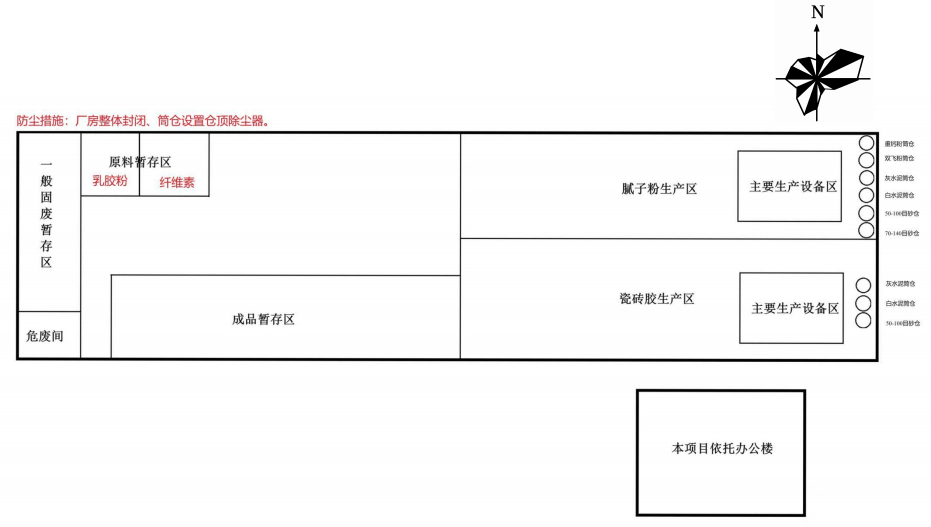 N
防尘措施：厂房整体封闭、筒仓设置仓顶除尘器。
一般固废暂存区
原料暂存区
乳胶粉
纤维素
腻子粉生产区
主要生产设备区
重钙粉筒仓
双飞粉筒仓
灰水泥筒仓
白水泥筒仓
50-100目砂仓
70-140目砂仓
成品暂存区
瓷砖胶生产区
主要生产设备区
灰水泥筒仓
白水泥筒仓
50-100目砂仓
危废间
本项目依托办公楼